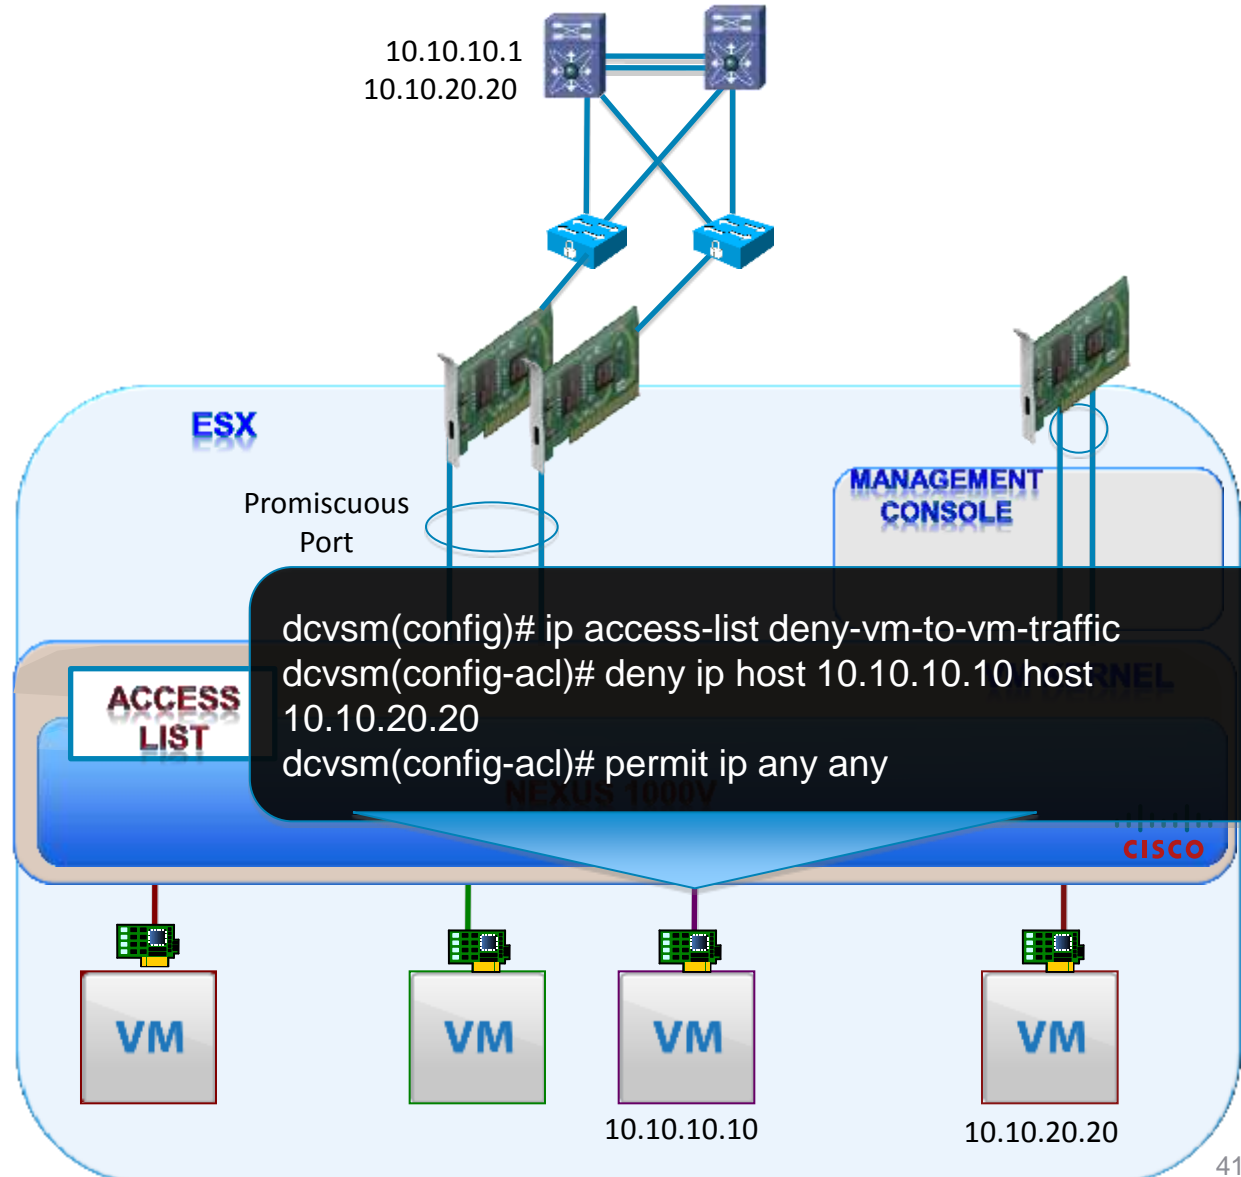 10.10.10.1
10.10.20.20
ESX
Promiscuous
Port
MANAGEMENT
CONSOLE
dcvsm(config)# ip access-list deny-vm-to-vm-traffic
dcvsm(config-acl)# deny ip host 10.10.10.10 host
10.10.20.20
dcvsm(config-acl)# permit ip any any
ACCESS
LIST
NEXUS 1000V
CISCO
VM
VM
VM
VM
10.10.10.10
10.10.20.20
41